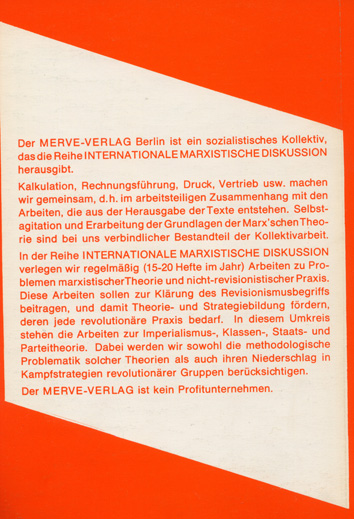 Der MERVE-VERLAG Berlin ist ein sozialistisches Kollektiv,
das die Reihe INTERNATIONALE MARXISTISCHE DISKUSSION
herausgibt.
Kalkulation, Rechnungsführung, Druck, Vertrieb usw. machen
wir gemeinsam, d.h. im arbeitsteiligen Zusammenhang mit den
Arbeiten, die aus der Herausgabe der Texte entstehen. Selbst-
agitation und Erarbeitung der Grundlagen der Marx'schen Theo-
rie sind bei uns verbindlicher Bestandteil der Kollektivarbeit.
In der Reihe INTERNATIONALE MARXISTISCHE DISKUSSION
verlegen wir regelmäßig (15-20 Hefte im Jahr) Arbeiten zu Pro-
blemen marxistischer Theorie und nicht-revisionistischer Praxis.
Diese Arbeiten sollen zur Klärung des Revisionismusbegriffs
beitragen, und damit Theorie- und Strategiebildung fördern,
deren jede revolutionäre Praxis bedarf. In diesem Umkreis
stehen die Arbeiten zur Imperialismus-, Klassen-, Staats- und
Parteitheorie. Dabei werden wir sowohl die methodologische
Problematik solcher Theorien als auch ihren Niederschlag in
Kampfstrategien revolutionärer Gruppen berücksichtigen.
Der MERVE-VERLAG ist kein Profitunternehmen.